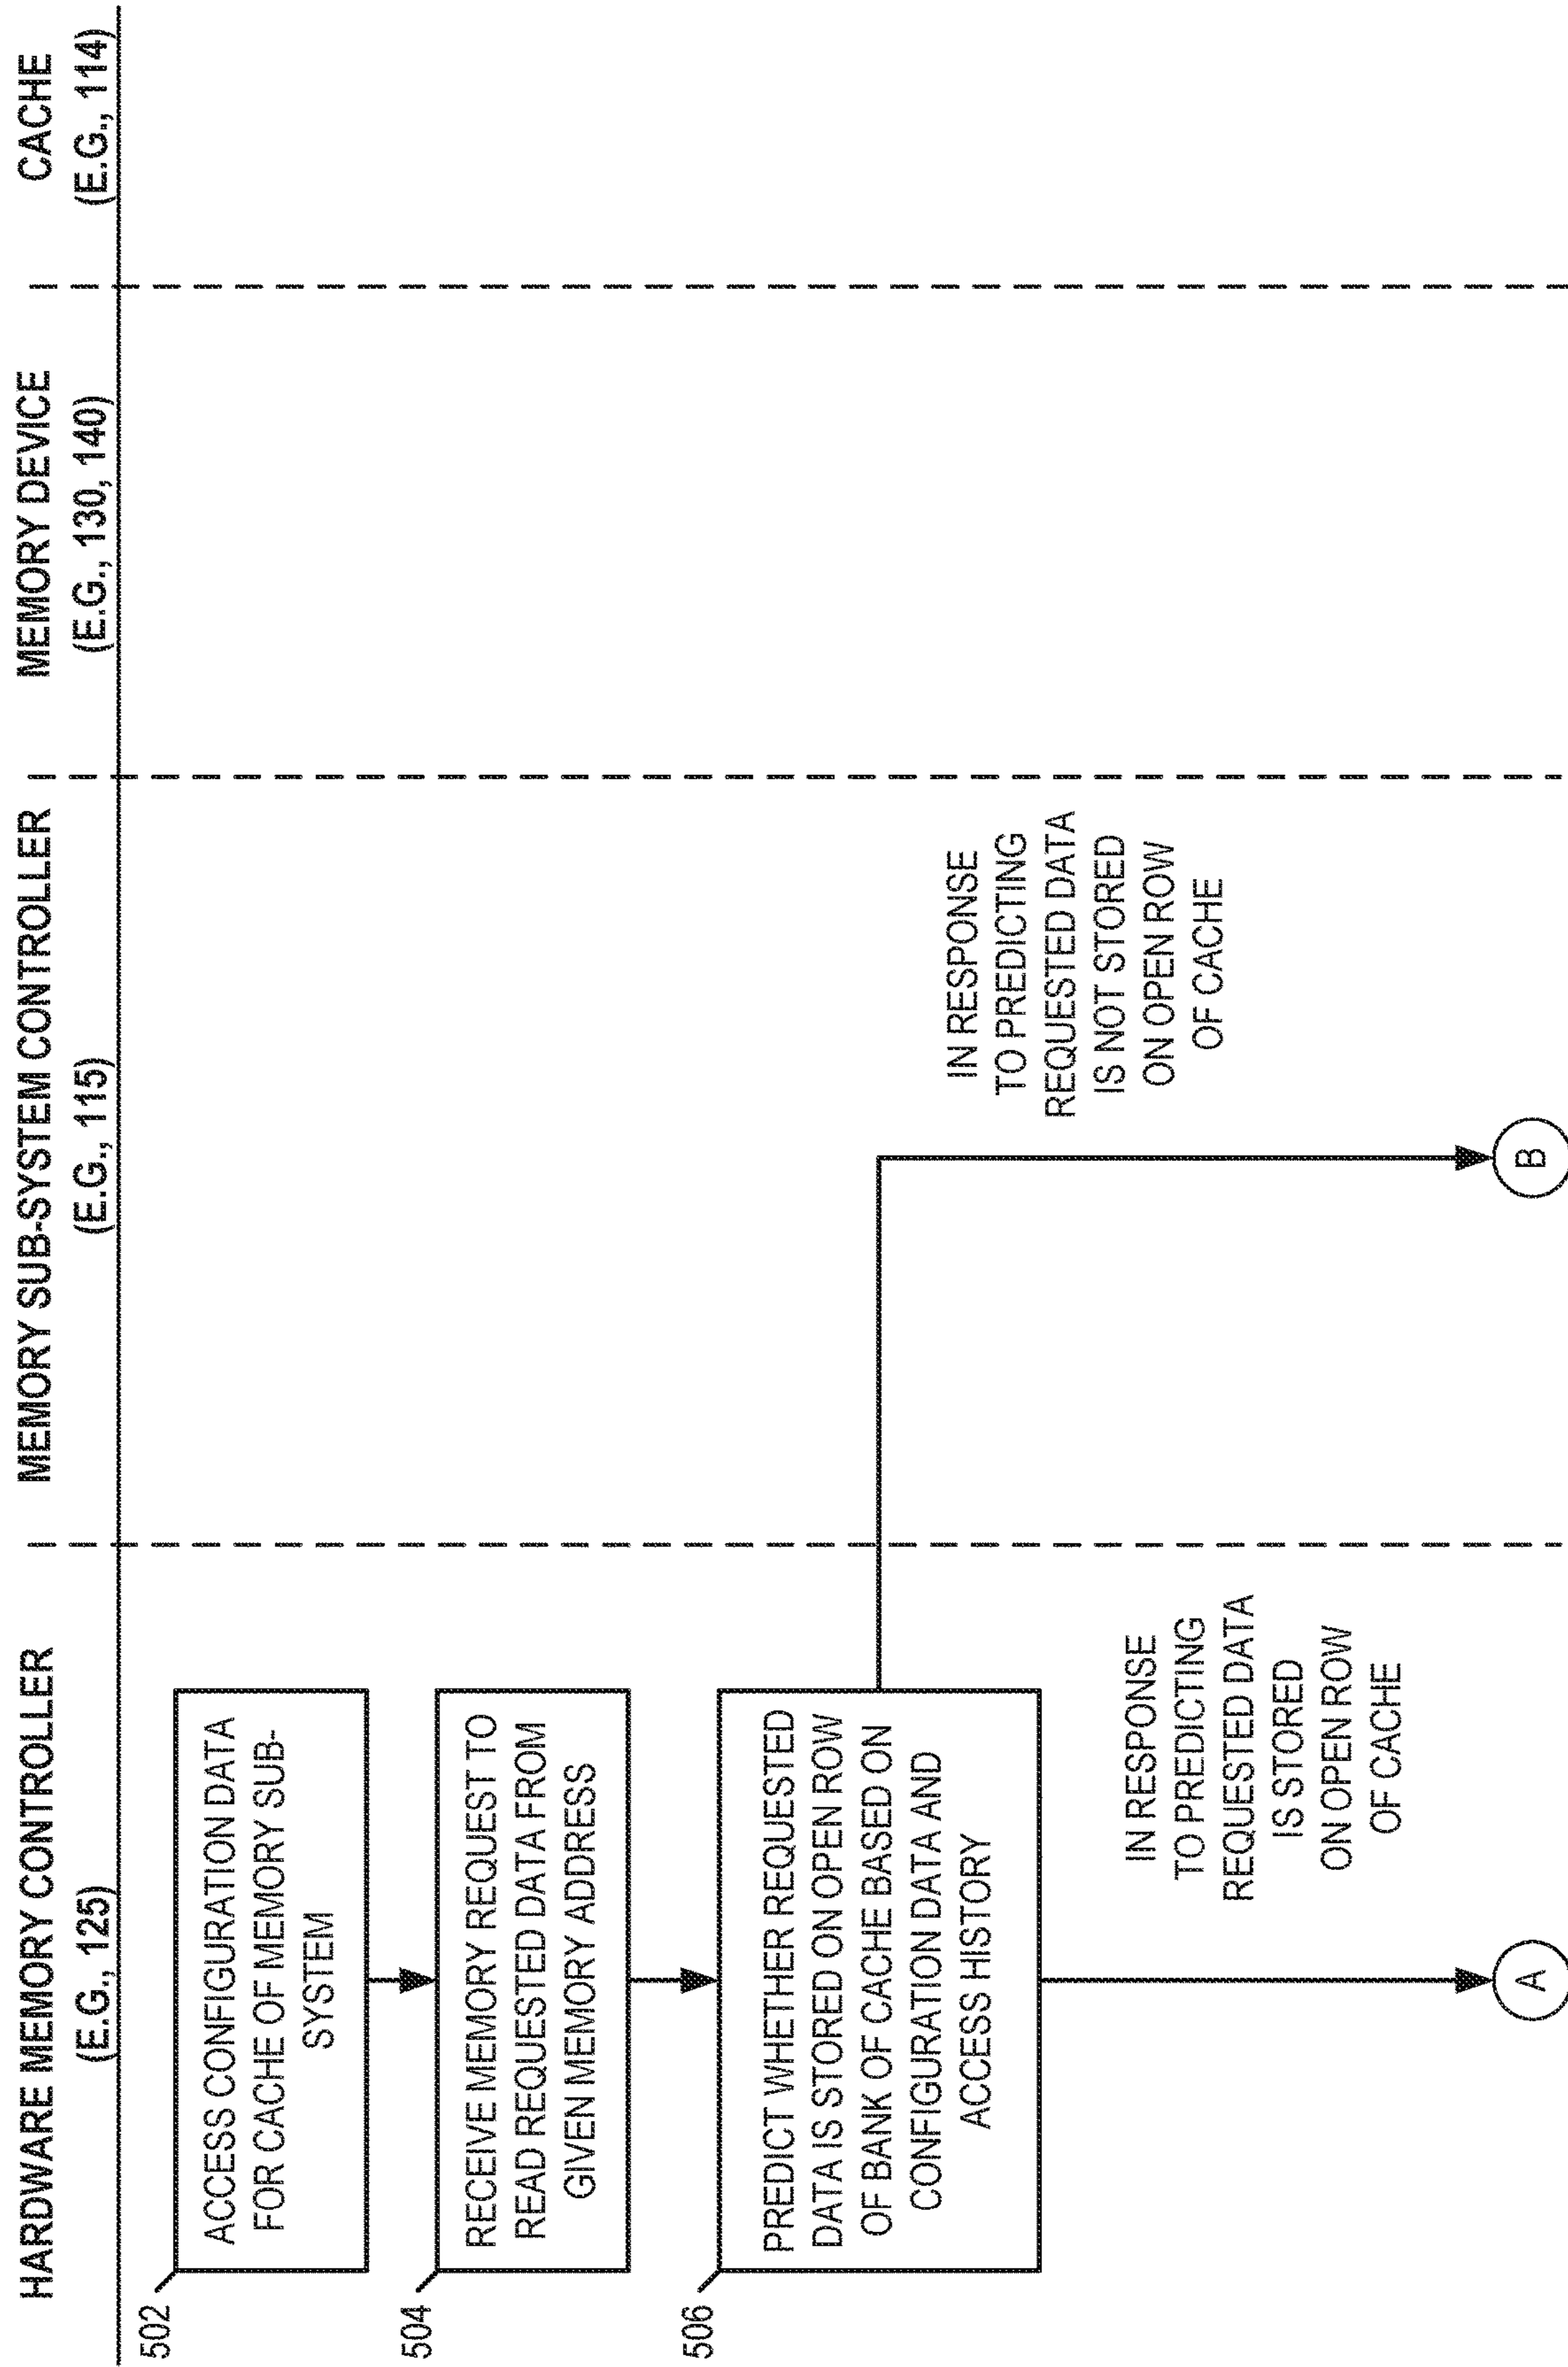 HARDWARE MEMORY CONTROLLER
(E.G., 125)
MEMORY SUB-SYSTEM CONTROLLER
(E.G., 115)
MEMORY DEVICE
(E.G., 130, 140)
CACHE
(E.G., 114)
502
ACCESS CONFIGURATION DATA
FOR CACHE OF MEMORY SUB-
SYSTEM
504
RECEIVE MEMORY REQUEST TO
READ REQUESTED DATA FROM
GIVEN MEMORY ADDRESS
506
PREDICT WHETHER REQUESTED
DATA IS STORED ON OPEN ROW
OF BANK OF CACHE BASED ON
CONFIGURATION DATA AND
ACCESS HISTORY
IN RESPONSE
TO PREDICTING
REQUESTED DATA
IS NOT STORED
ON OPEN ROW
OF CACHE
IN RESPONSE
TO PREDICTING
REQUESTED DATA
IS STORED
ON OPEN ROW
OF CACHE
A
B